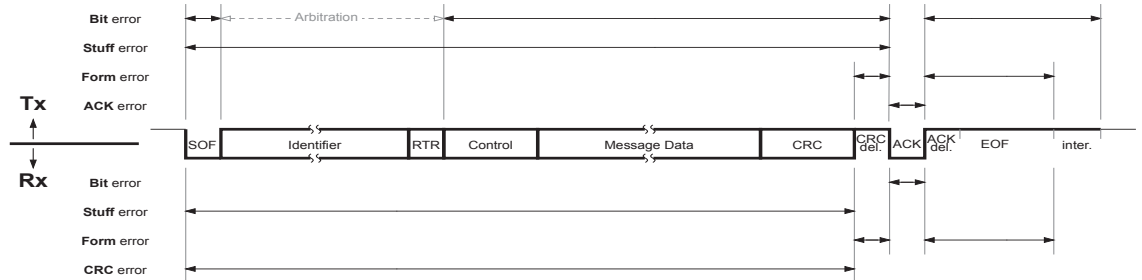 Bit error
Arbitration
Stuff error
Form error
ACK error
Tx
SOF Identifier RTR Control Message Data CRC CRC del. ACK ACK del. EOF inter.
Rx
Bit error
Stuff error
Form error
CRC error